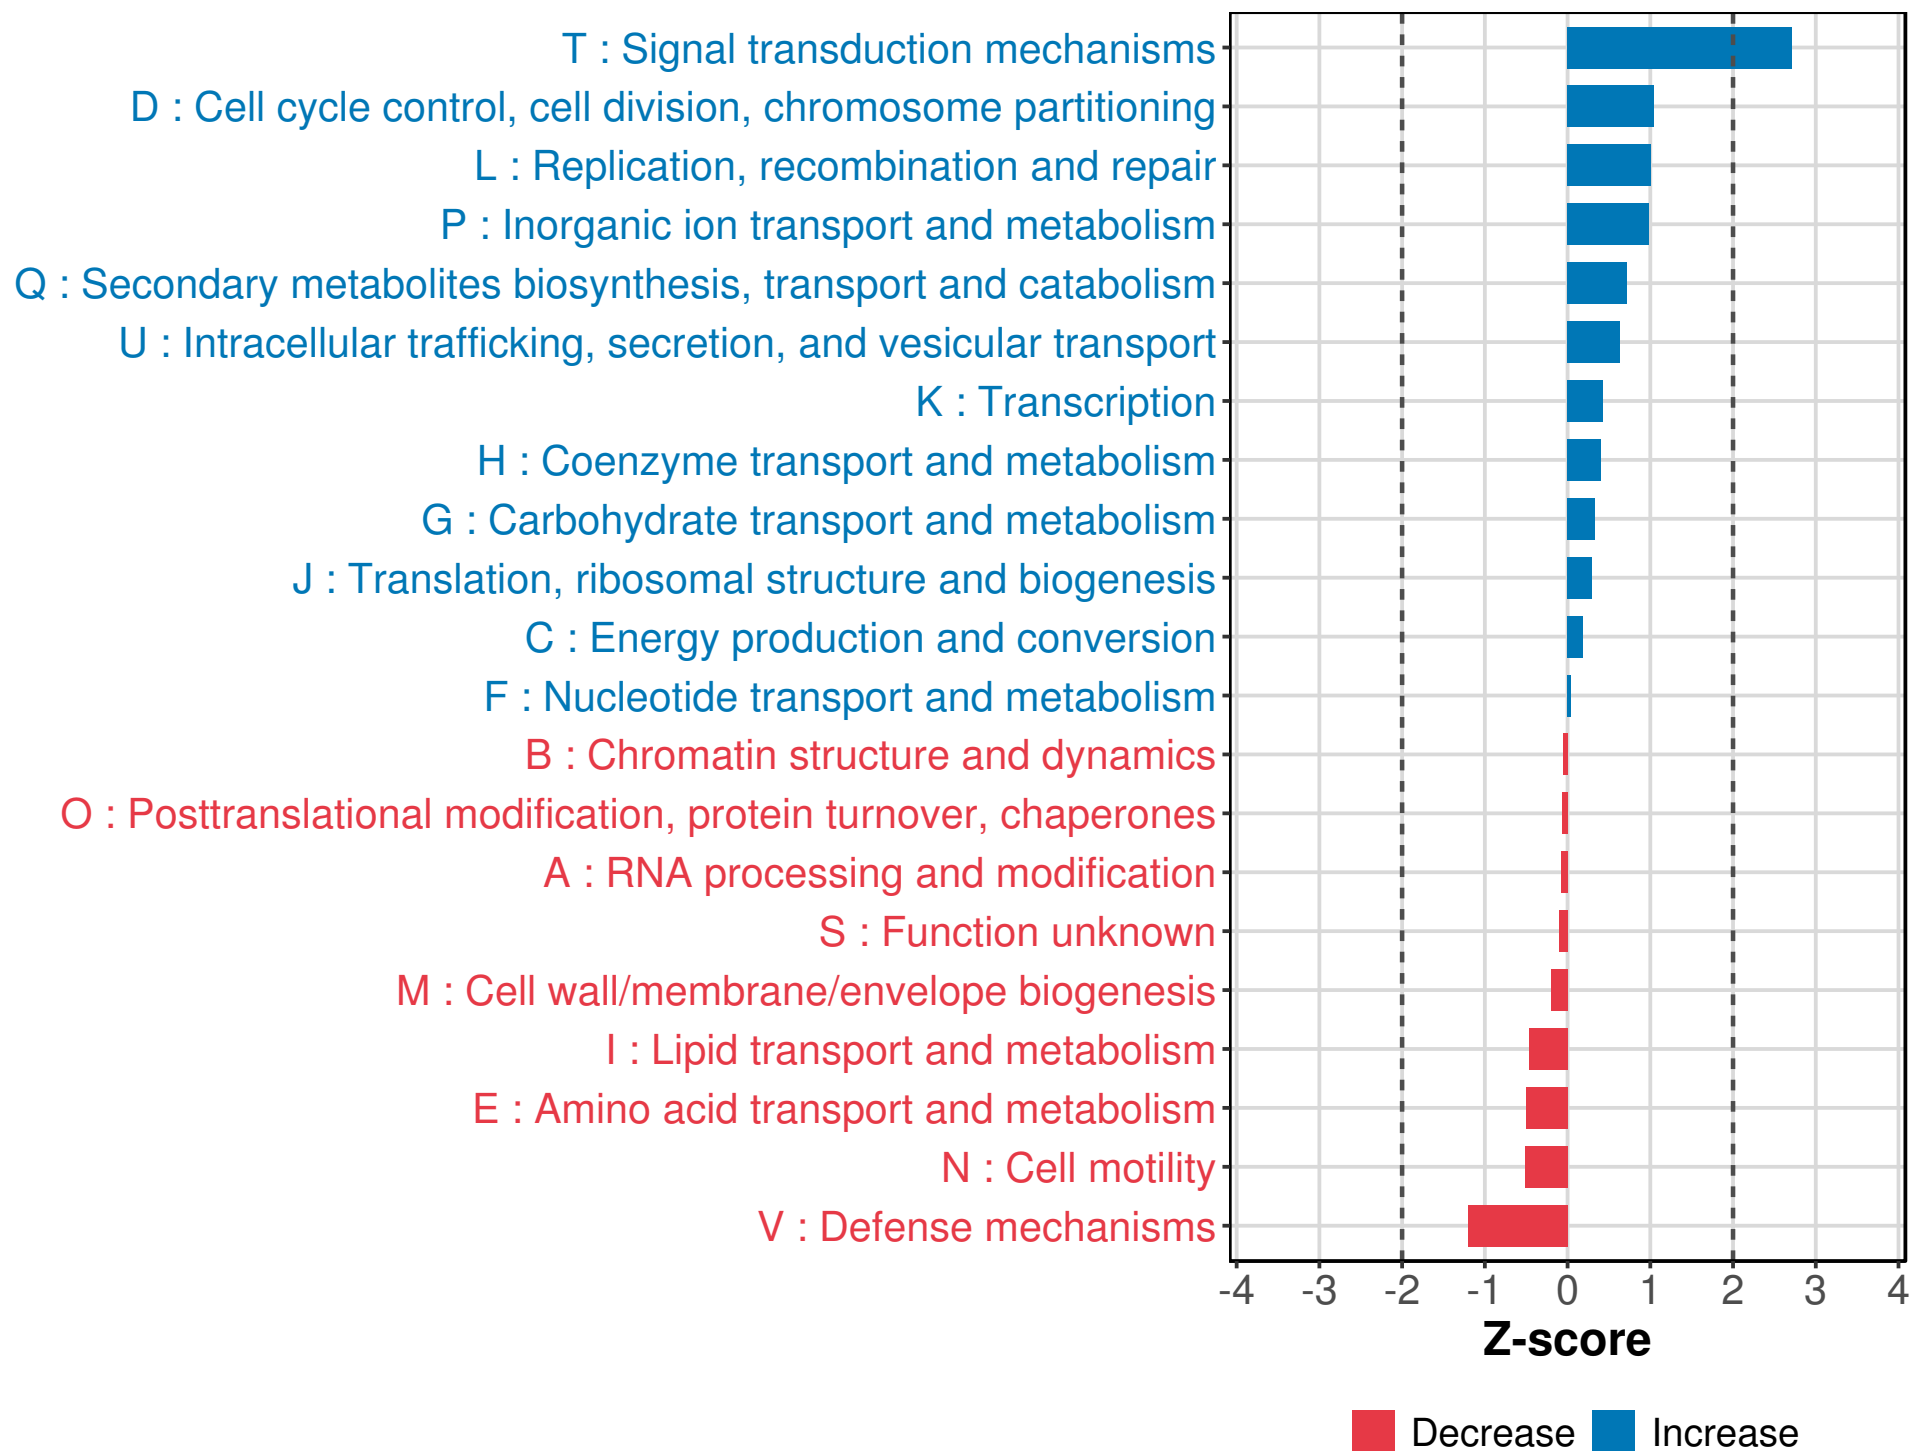 T : Signal transduction mechanisms
D : Cell cycle control, cell division, chromosome partitioning
L : Replication, recombination and repair
P : Inorganic ion transport and metabolism
Q : Secondary metabolites biosynthesis, transport and catabolism
U : Intracellular trafficking, secretion, and vesicular transport
K : Transcription
H : Coenzyme transport and metabolism
G : Carbohydrate transport and metabolism
J : Translation, ribosomal structure and biogenesis
C : Energy production and conversion
F : Nucleotide transport and metabolism
B : Chromatin structure and dynamics
O : Posttranslational modification, protein turnover, chaperones
A : RNA processing and modification
S : Function unknown
M : Cell wall/membrane/envelope biogenesis
I : Lipid transport and metabolism
E : Amino acid transport and metabolism
N : Cell motility
V : Defense mechanisms
-4 -3 -2 -1 0 1 2 3 4
Z-score
Decrease Increase